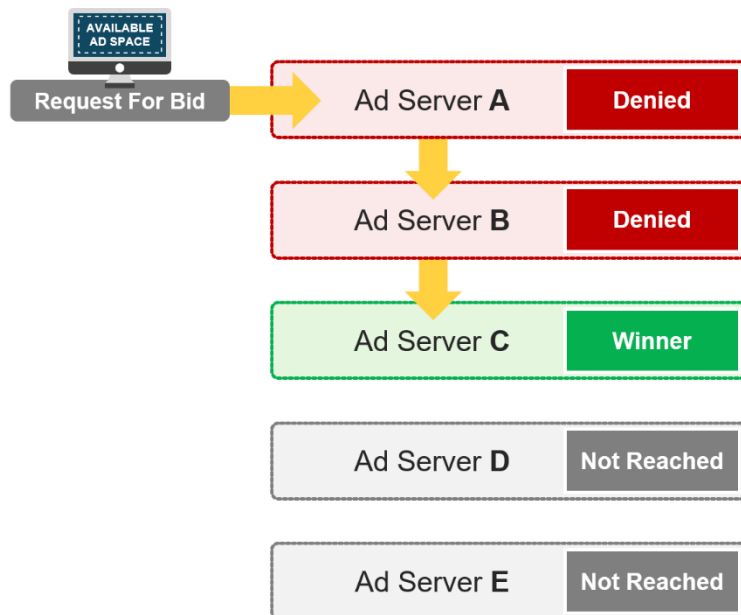 AVAILABLE
AD SPACE
Request For Bid
Ad Server A
Denied
Ad Server B
Denied
Ad Server C
Winner
Ad Server D
Not Reached
Ad Server E
Not Reached